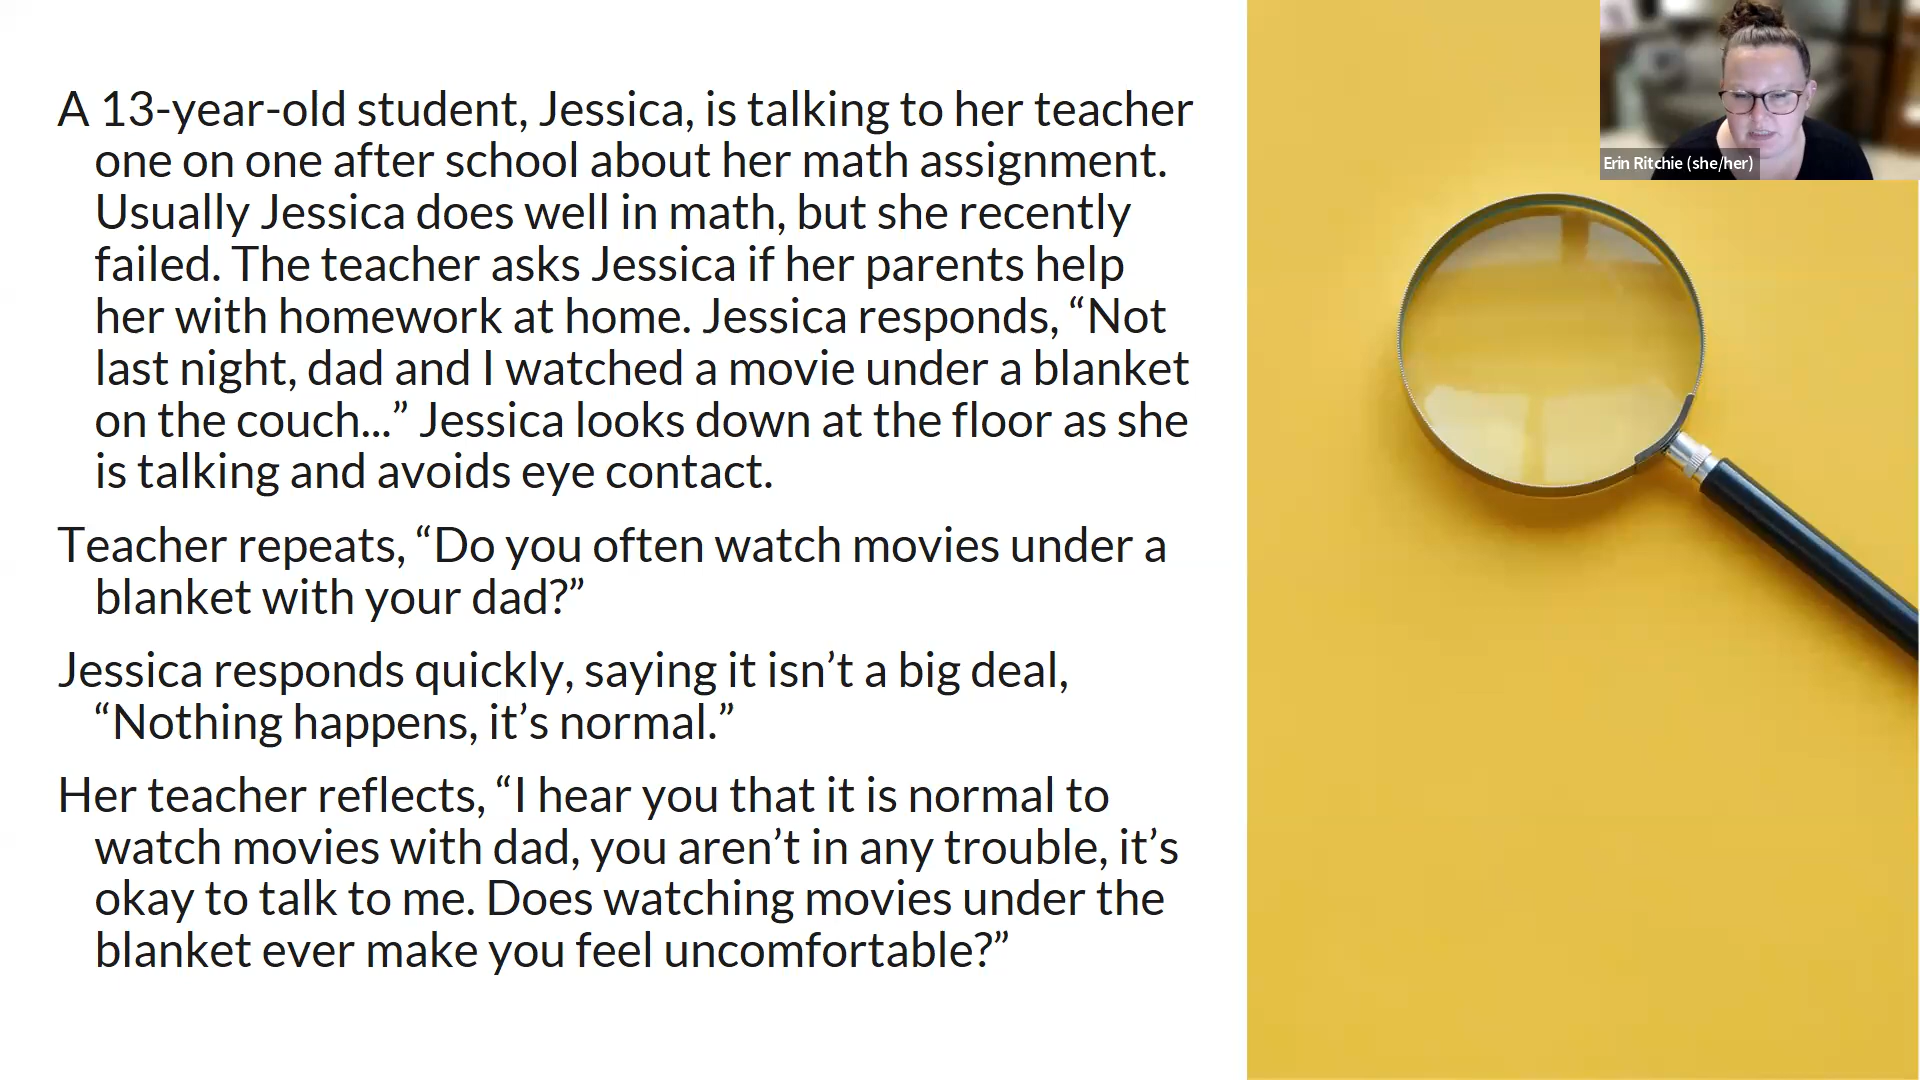 A 13-year-old student, Jessica, is talking to her teacher
one on one after school about her math assignment.
Usually Jessica does well in math, but she recently
failed. The teacher asks Jessica if her parents help
her with homework at home. Jessica responds, “Not
last night, dad and I watched a movie under a blanket
on the couch...” Jessica looks down at the floor as she
is talking and avoids eye contact.
Teacher repeats, “Do you often watch movies under a
blanket with your dad?”
Jessica responds quickly, saying it isn’t a big deal,
“Nothing happens, it’s normal.”
Her teacher reflects, “I hear you that it is normal to
watch movies with dad, you aren’t in any trouble, it’s
okay to talk to me. Does watching movies under the
blanket ever make you feel uncomfortable?”
Erin Ritchie (she/her)